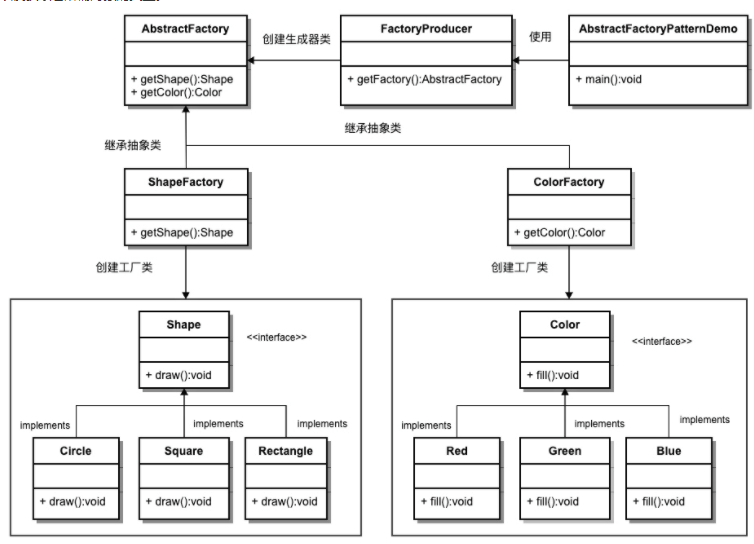 AbstractFactory
+ getShape():Shape
+ getColor():Color
创建生成器类
FactoryProducer
+ getFactory():AbstractFactory
使用
AbstractFactoryPatternDemo
+ main():void
继承抽象类
继承抽象类
ShapeFactory
+ getShape():Shape
ColorFactory
+ getColor():Color
创建工厂类
创建工厂类
Shape
+ draw():void
<<interface>>
implements
implements
implements
Circle
+ draw():void
Square
+ draw():void
Rectangle
+ draw():void
Color
+ fill():void
<<interface>>
implements
implements
implements
Red
+ fill():void
Green
+ fill():void
Blue
+ fill():void